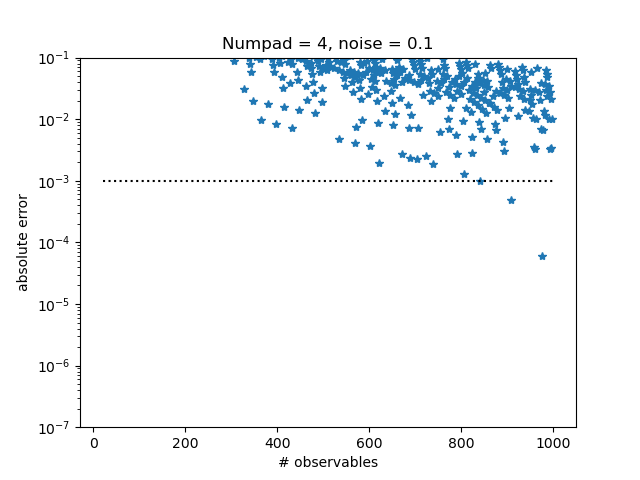 Numpad = 4, noise = 0.1
absolute error
10⁻¹
10⁻²
10⁻³
10⁻⁴
10⁻⁵
10⁻⁶
10⁻⁷
0 200 400 600 800 1000
# observables